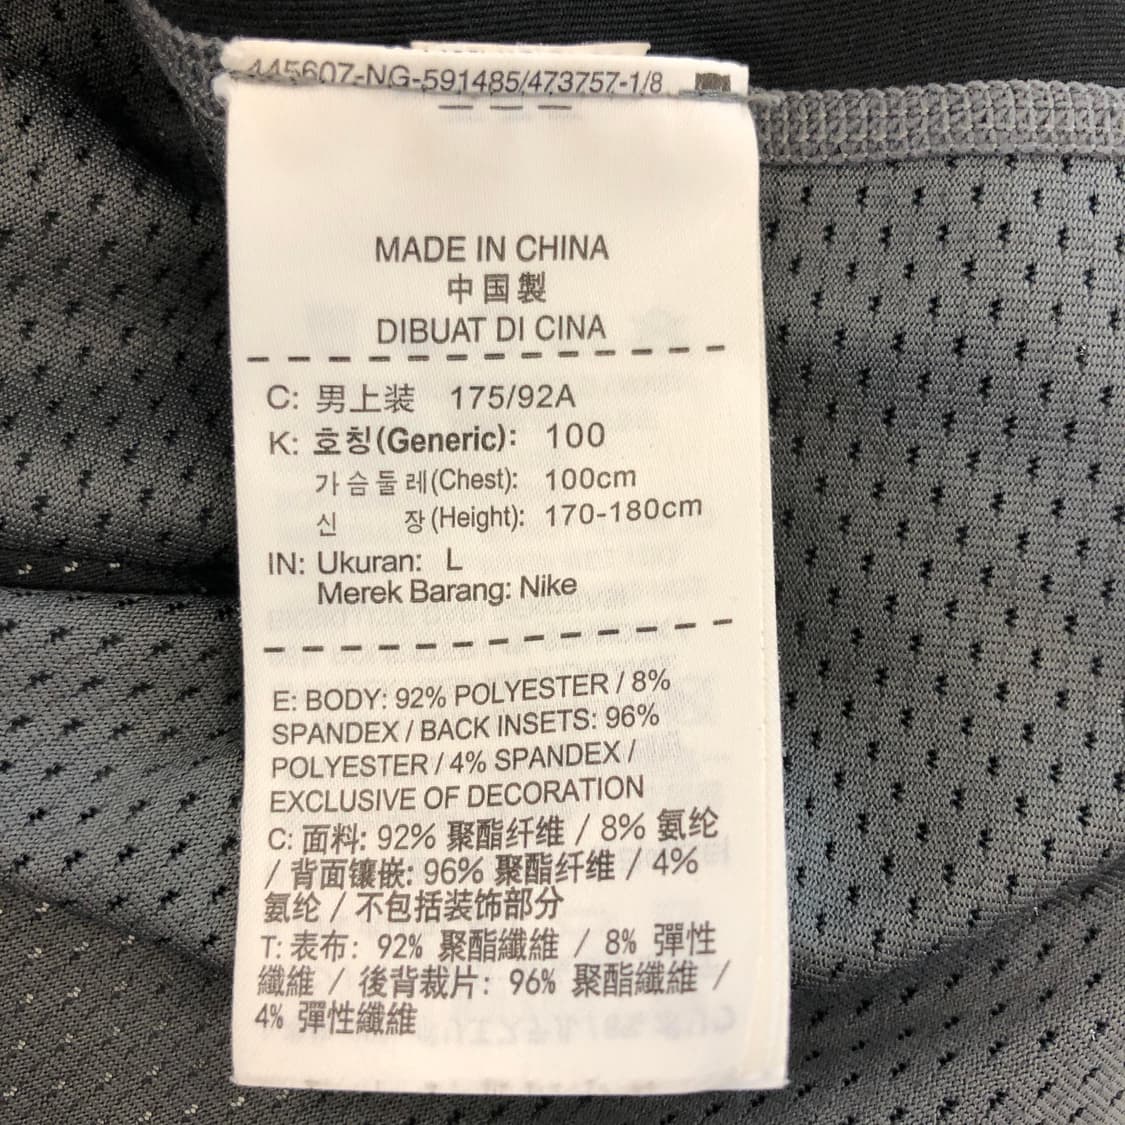 445607-NG-591485/473757-1/8
MADE IN CHINA
中国製
DIBUAT DI CINA
C: 男上装 175/92A
K: 호칭(Generic): 100
가슴둘레(Chest): 100cm
신 장(Height): 170-180cm
IN: Ukuran: L
Merek Barang: Nike
E: BODY: 92% POLYESTER / 8%
SPANDEX / BACK INSETS: 96%
POLYESTER / 4% SPANDEX /
EXCLUSIVE OF DECORATION
C: 面料: 92% 聚酯纤维 / 8% 氨纶
/ 背面镶嵌: 96% 聚酯纤维 / 4%
氨纶 / 不包括装饰部分
T: 表布: 92% 聚酯纖維 / 8% 彈性
纖維 / 後背裁片: 96% 聚酯纖維 /
4% 彈性纖維